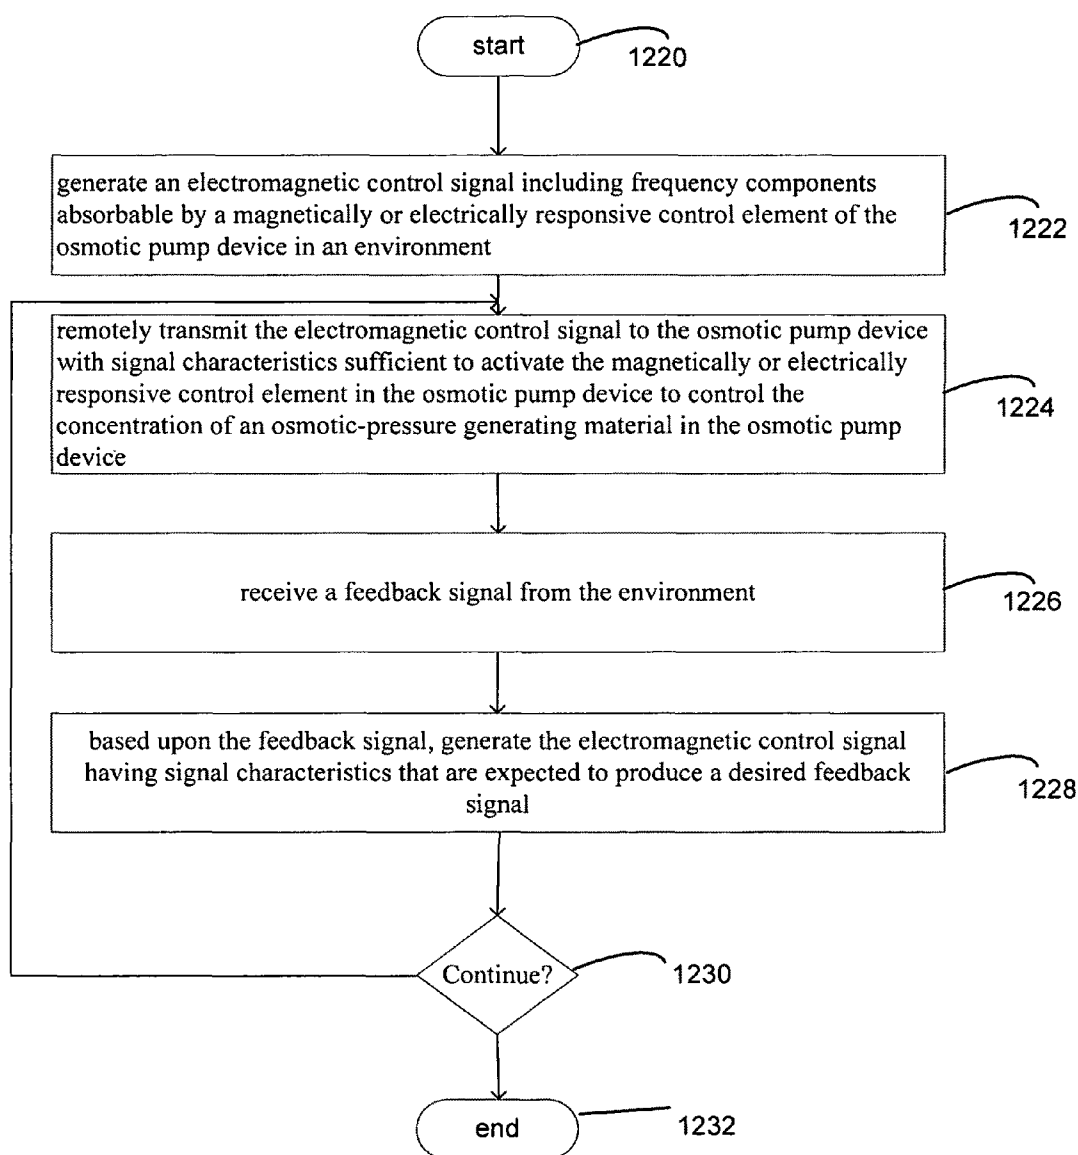 start
1220
generate an electromagnetic control signal including frequency components
absorbable by a magnetically or electrically responsive control element of the
osmotic pump device in an environment
1222
remotely transmit the electromagnetic control signal to the osmotic pump device
with signal characteristics sufficient to activate the magnetically or electrically
responsive control element in the osmotic pump device to control the
concentration of an osmotic-pressure generating material in the osmotic pump
device
1224
receive a feedback signal from the environment
1226
based upon the feedback signal, generate the electromagnetic control signal
having signal characteristics that are expected to produce a desired feedback
signal
1228
Continue?
1230
end
1232